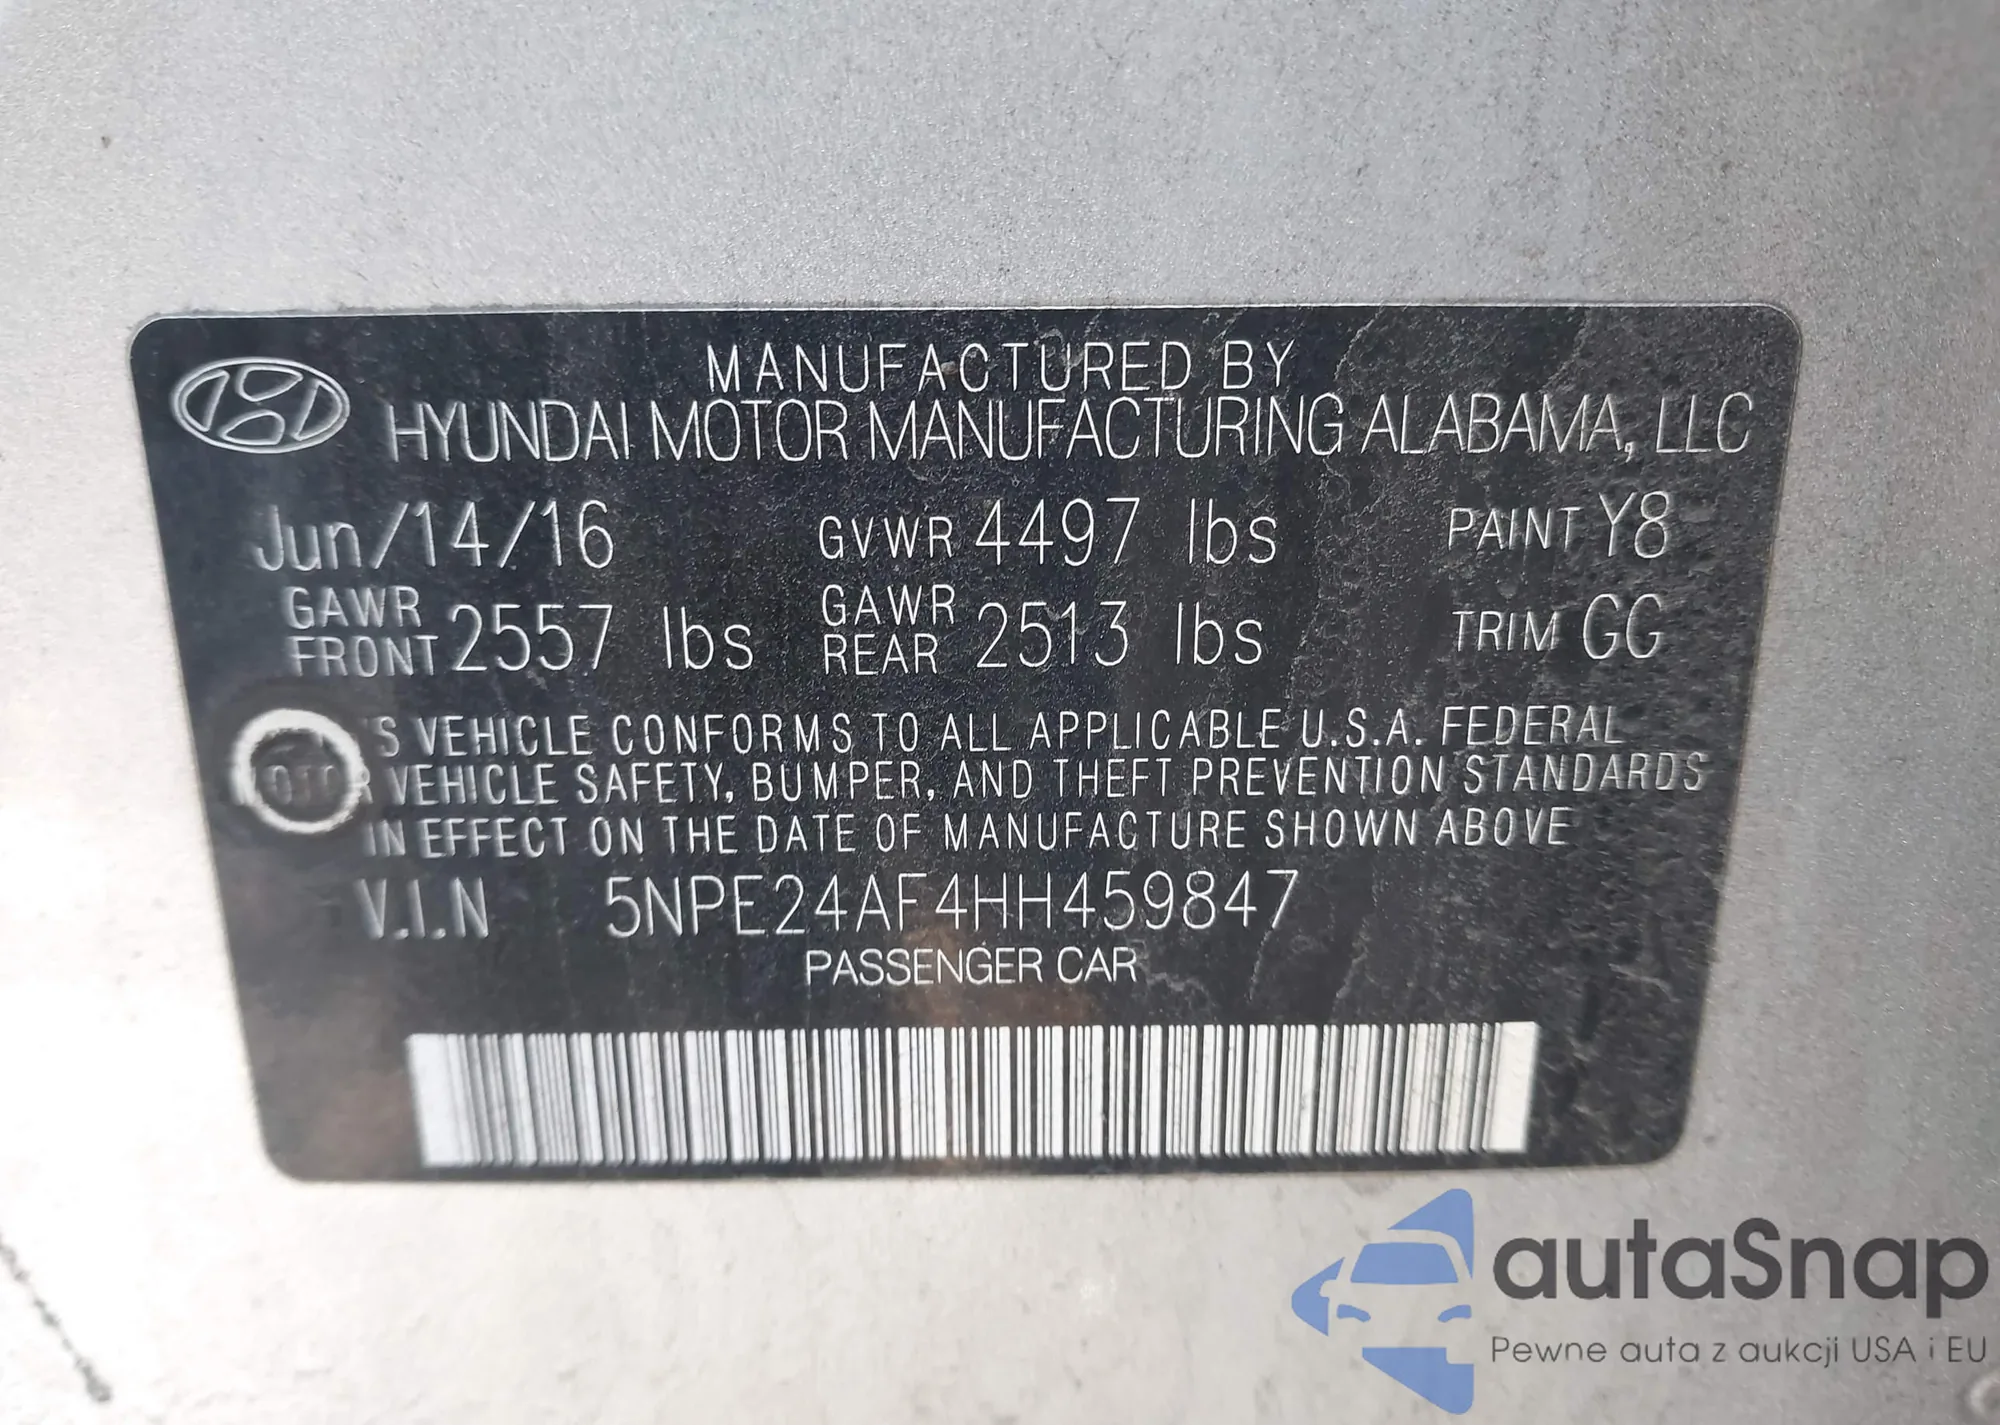 MANUFACTURED BY
HYUNDAI MOTOR MANUFACTURING ALABAMA, LLC
Jun/14/16 GVWR 4497 lbs PAINT Y8
GAWR FRONT 2557 lbs GAWR REAR 2513 lbs TRIM GG
VEHICLE CONFORMS TO ALL APPLICABLE U.S.A. FEDERAL
VEHICLE SAFETY, BUMPER, AND THEFT PREVENTION STANDARDS
IN EFFECT ON THE DATE OF MANUFACTURE SHOWN ABOVE
V.I.N 5NPE24AF4HH459847
PASSENGER CAR
autaSnap
Pewne auta z aukcji USA i EU